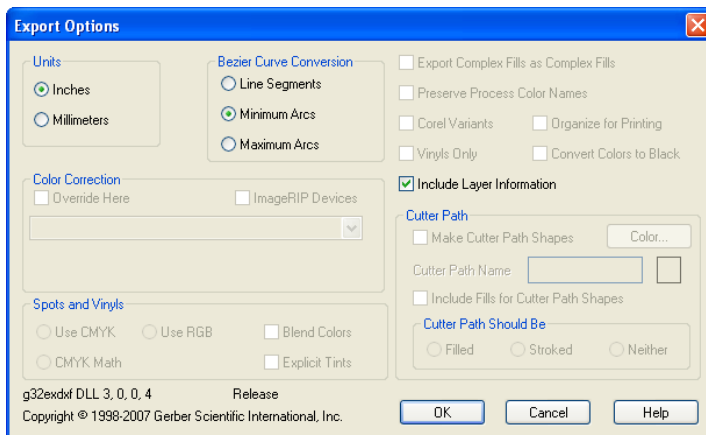 Export Options
Units
Inches
Millimeters
Bezier Curve Conversion
Line Segments
Minimum Arcs
Maximum Arcs
Export Complex Fills as Complex Fills
Preserve Process Color Names
Corel Variants
Organize for Printing
Vinyls Only
Convert Colors to Black
Include Layer Information
Color Correction
Override Here
ImageRIP Devices
Cutter Path
Make Cutter Path Shapes
Color...
Cutter Path Name
Include Fills for Cutter Path Shapes
Cutter Path Should Be
Filled
Stroked
Neither
Spots and Vinyls
Use CMYK
Use RGB
Blend Colors
CMYK Math
Explicit Tints
g32exdxf DLL 3, 0, 0, 4 Release
Copyright © 1998-2007 Gerber Scientific International, Inc.
OK
Cancel
Help